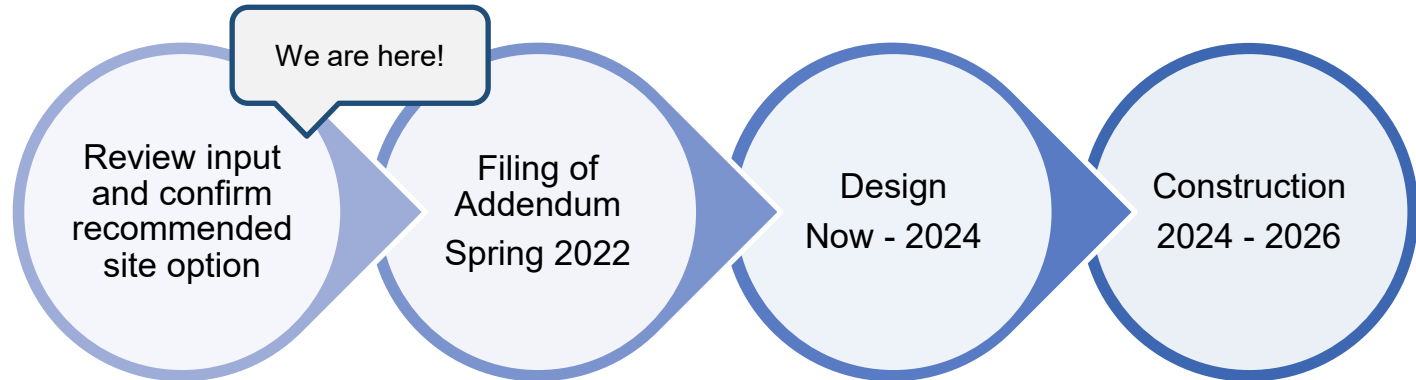 We are here!
Review input
and confirm
recommended
site option
Filing of
Addendum
Spring 2022
Design
Now - 2024
Construction
2024 - 2026